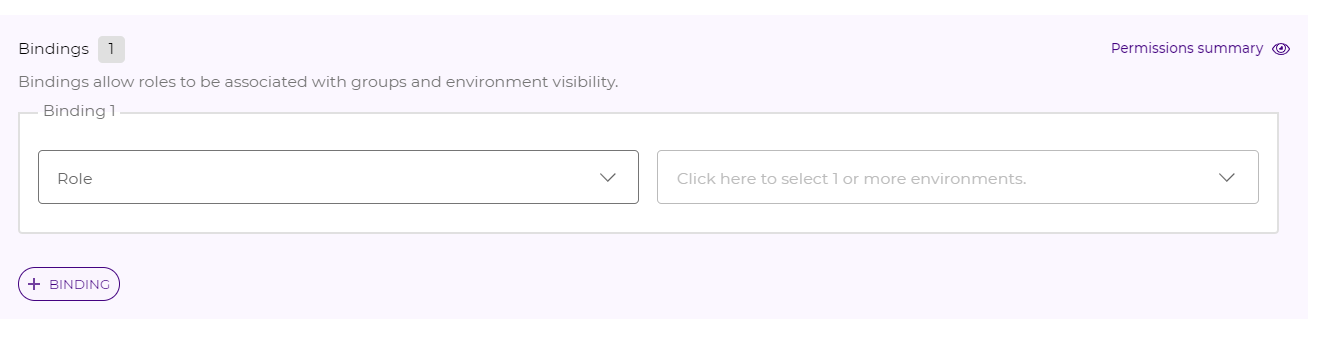 Bindings 1
Permissions summary
Bindings allow roles to be associated with groups and environment visibility.
Binding 1
Role
Click here to select 1 or more environments.
+ BINDING